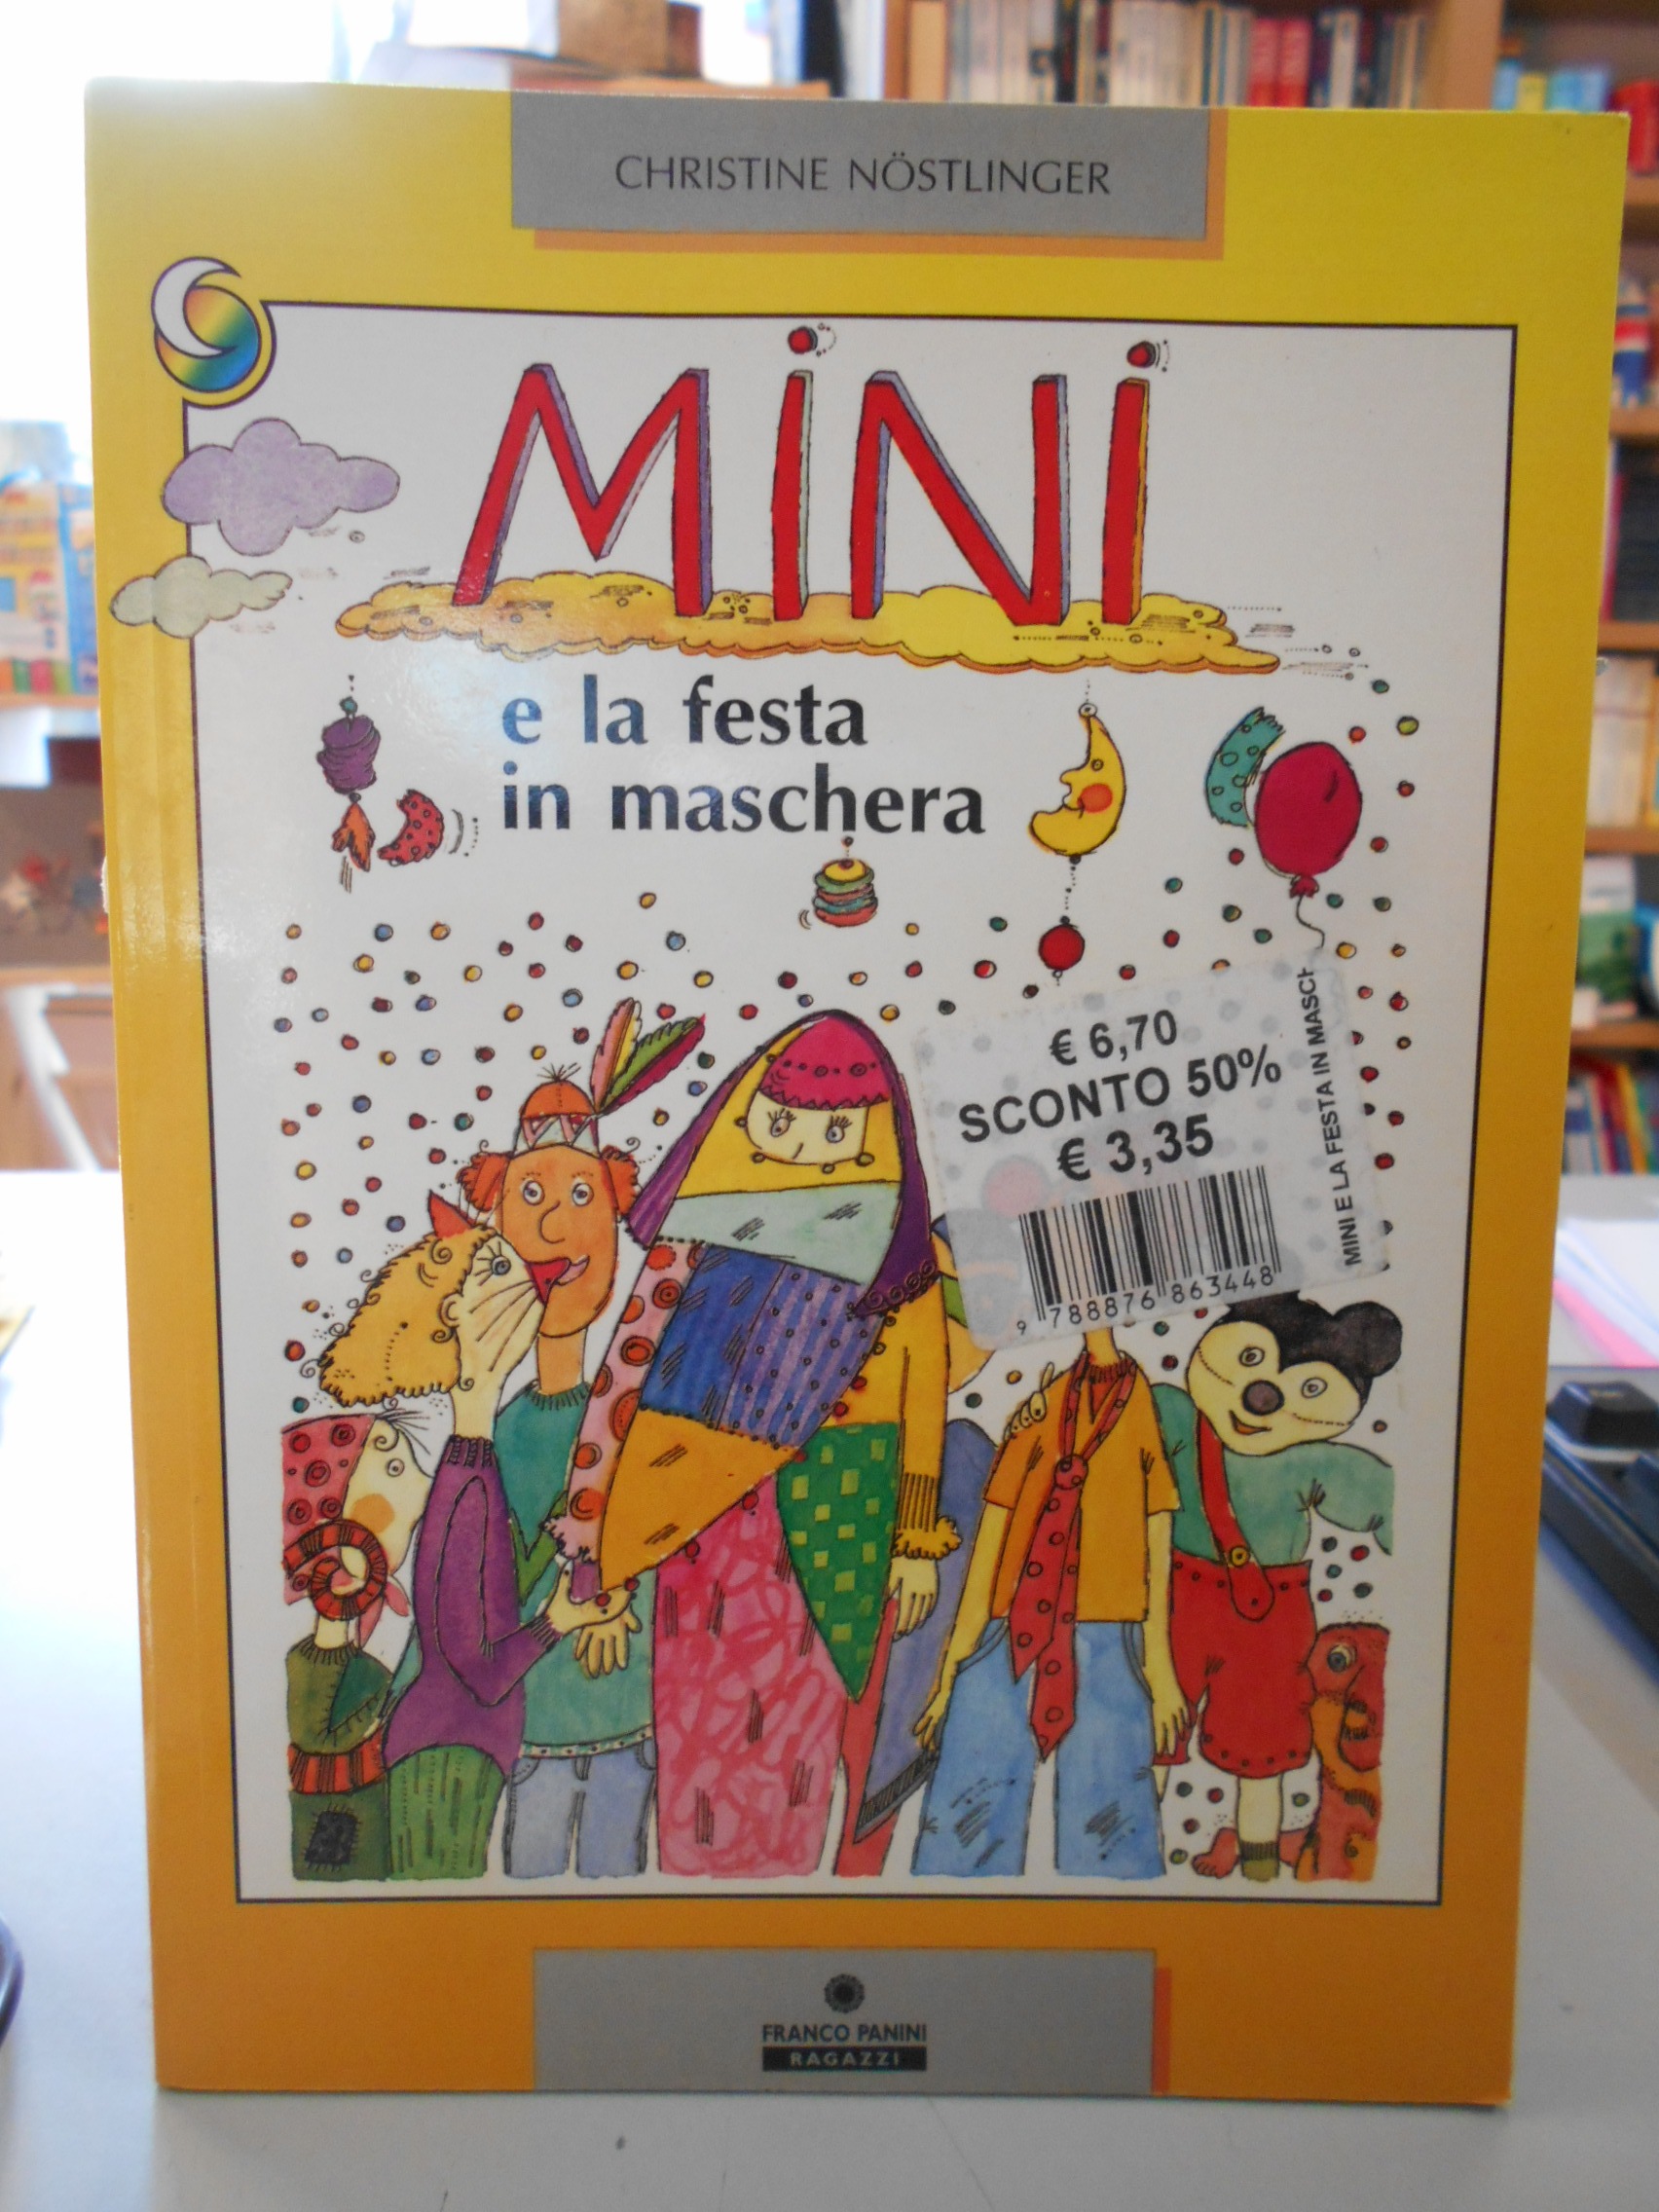 CHRISTINE NÖSTLINGER
MiNi
e la festa
in maschera
€ 6,70
SCONTO 50%
€ 3,35
9 788876 863448
MINI E LA FESTA IN MASCH
FRANCO PANINI
RAGAZZI